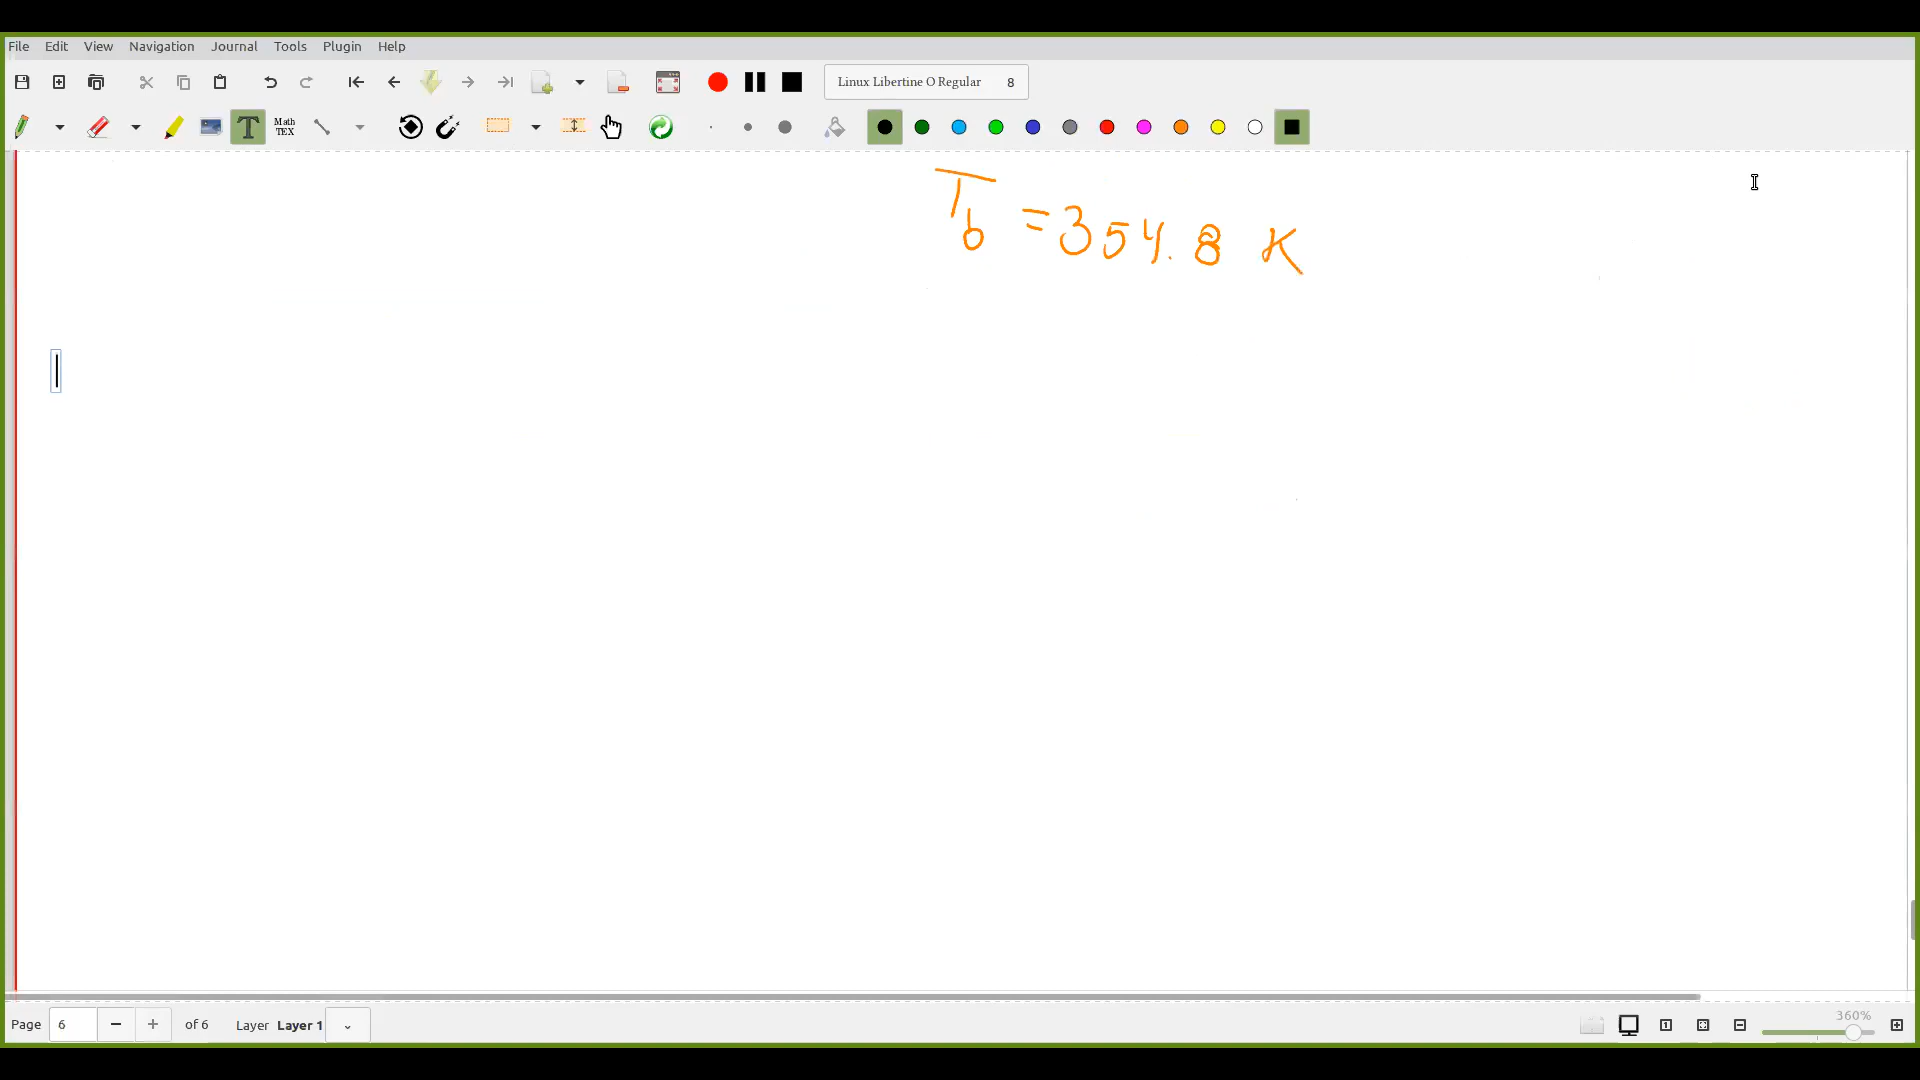 File Edit View Navigation Journal Tools Plugin Help
Linux Libertine O Regular 8
T Math TEX
T_b = 354.8 K
Page 6 of 6 Layer Layer 1 360%